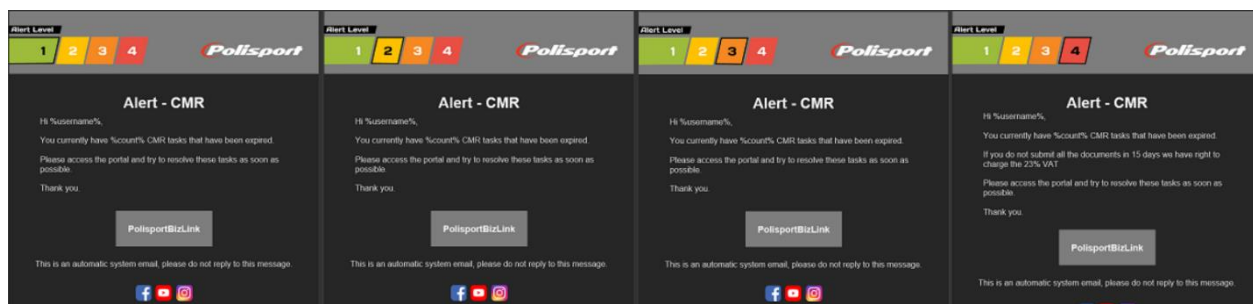 Alert Level
1 2 3 4
Polisport
Alert - CMR
Hi %username%,
You currently have %count% CMR tasks that have been expired.
Please access the portal and try to resolve these tasks as soon as
possible.
Thank you.
PolisportBizLink
This is an automatic system email, please do not reply to this message.
Alert Level
1 2 3 4
Polisport
Alert - CMR
Hi %username%,
You currently have %count% CMR tasks that have been expired.
Please access the portal and try to resolve these tasks as soon as
possible.
Thank you.
PolisportBizLink
This is an automatic system email, please do not reply to this message.
Alert Level
1 2 3 4
Polisport
Alert - CMR
Hi %username%,
You currently have %count% CMR tasks that have been expired.
Please access the portal and try to resolve these tasks as soon as
possible.
Thank you.
PolisportBizLink
This is an automatic system email, please do not reply to this message.
Alert Level
1 2 3 4
Polisport
Alert - CMR
Hi %username%,
You currently have %count% CMR tasks that have been expired.
If you do not submit all the documents in 15 days we have right to
charge the 23% VAT
Please access the portal and try to resolve these tasks as soon as
possible.
Thank you.
PolisportBizLink
This is an automatic system email, please do not reply to this message.